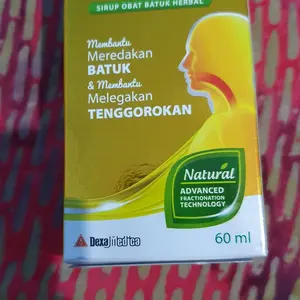 SIRUP OBAT BATUK HERBAL
Membantu
Meredakan
BATUK
& Membantu
Melegakan
TENGGOROKAN
Natural
ADVANCED
FRACTIONATION
TECHNOLOGY
Dexa Medica
60 ml